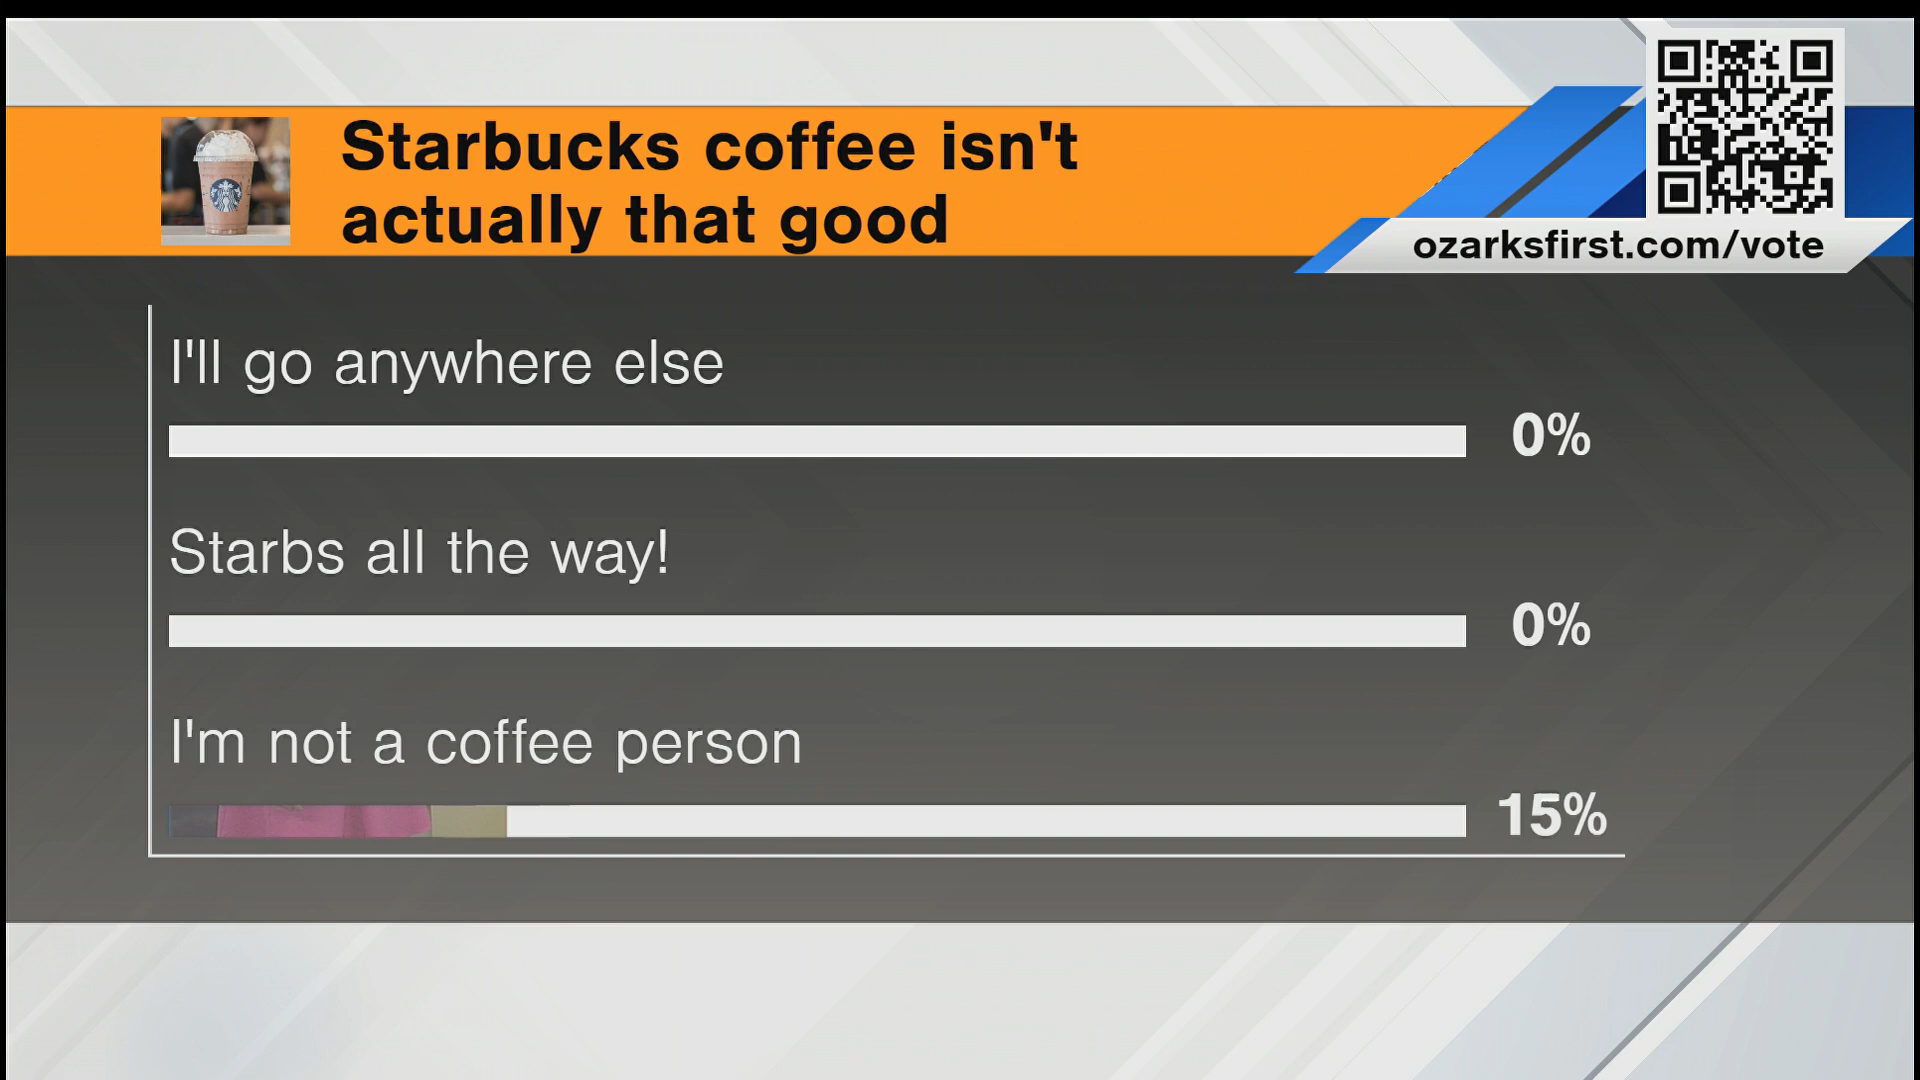 Starbucks coffee isn't
actually that good
ozarksfirst.com/vote
I'll go anywhere else
0%
Starbs all the way!
0%
I'm not a coffee person
15%